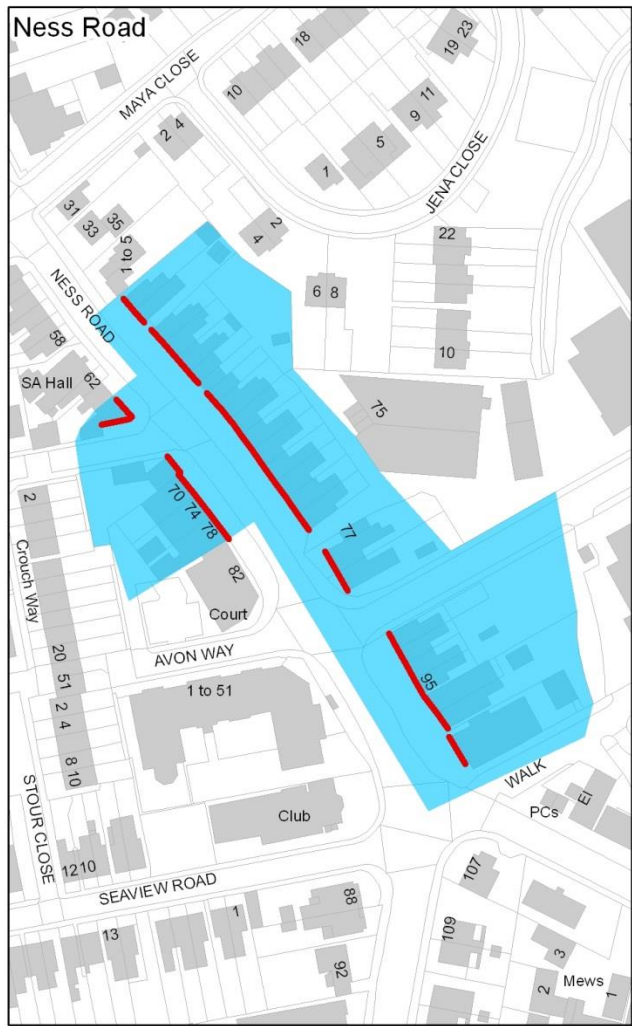 Ness Road
MAYA CLOSE
18
19 23
10
2 4
9 11
5
1
JENA CLOSE
31
33
35
1 to 5
4 2
22
NESS ROAD
6 8
58
10
62
SA Hall
75
2
70 74 78
77
82
Crouch Way
Court
AVON WAY
20
51
1 to 51
95
2
4
8 10
WALK
STOUR CLOSE
PCs
El
Club
12 10
107
SEAVIEW ROAD
88
1
13
109
3
92
2
Mews
1